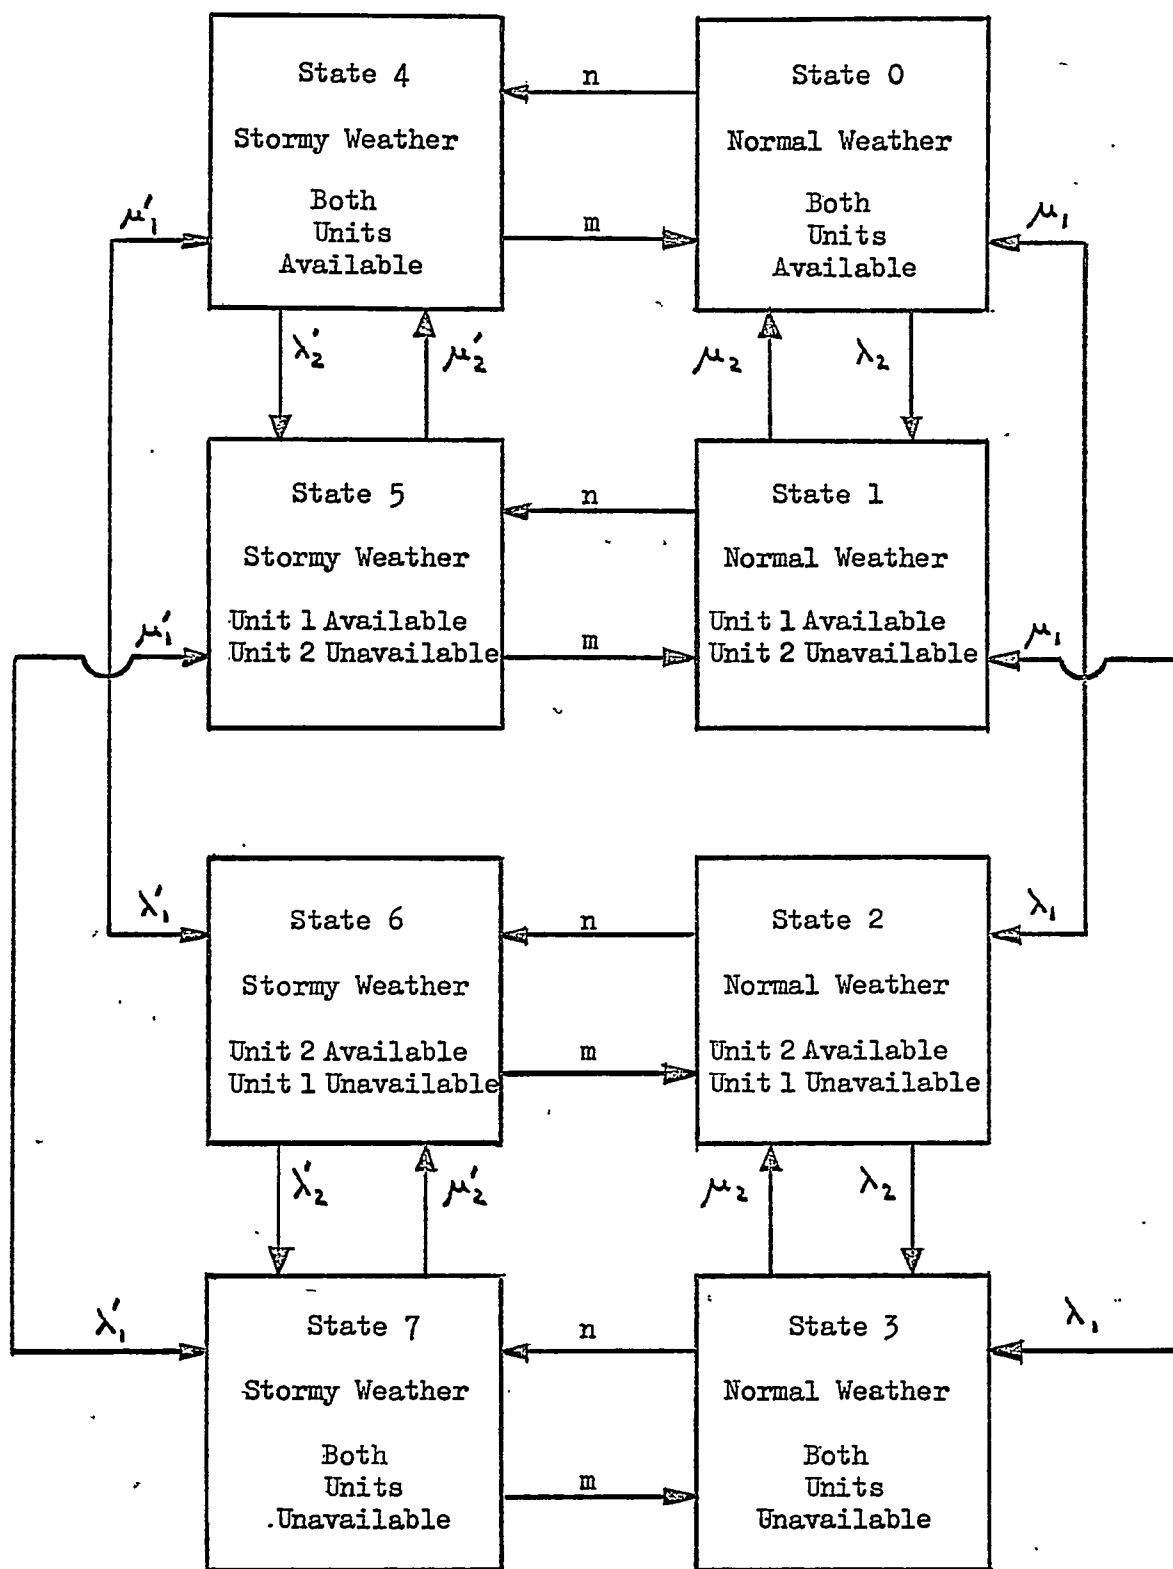 State 4
Stormy Weather
Both
Units
Available
n
m
State 0
Normal Weather
Both
Units
Available
μ′₁
μ₁
λ′₂
μ′₂
μ₂
λ₂
State 5
Stormy Weather
Unit 1 Available
Unit 2 Unavailable
n
m
State 1
Normal Weather
Unit 1 Available
Unit 2 Unavailable
μ′₁
μ₁
State 6
Stormy Weather
Unit 2 Available
Unit 1 Unavailable
n
m
State 2
Normal Weather
Unit 2 Available
Unit 1 Unavailable
λ′₁
λ₁
λ′₂
μ′₂
μ₂
λ₂
State 7
Stormy Weather
Both
Units
Unavailable
n
m
State 3
Normal Weather
Both
Units
Unavailable
λ′₁
λ₁